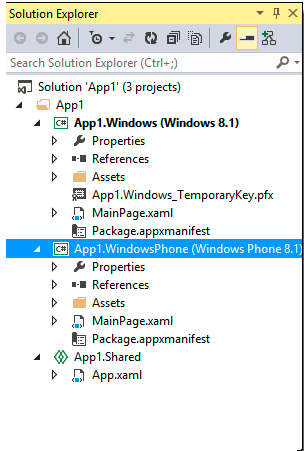 Solution Explorer
Search Solution Explorer (Ctrl+;)
Solution 'App1' (3 projects)
App1
C# App1.Windows (Windows 8.1)
Properties
References
Assets
App1.Windows_TemporaryKey.pfx
MainPage.xaml
Package.appxmanifest
C# App1.WindowsPhone (Windows Phone 8.1)
Properties
References
Assets
MainPage.xaml
Package.appxmanifest
App1.Shared
App.xaml